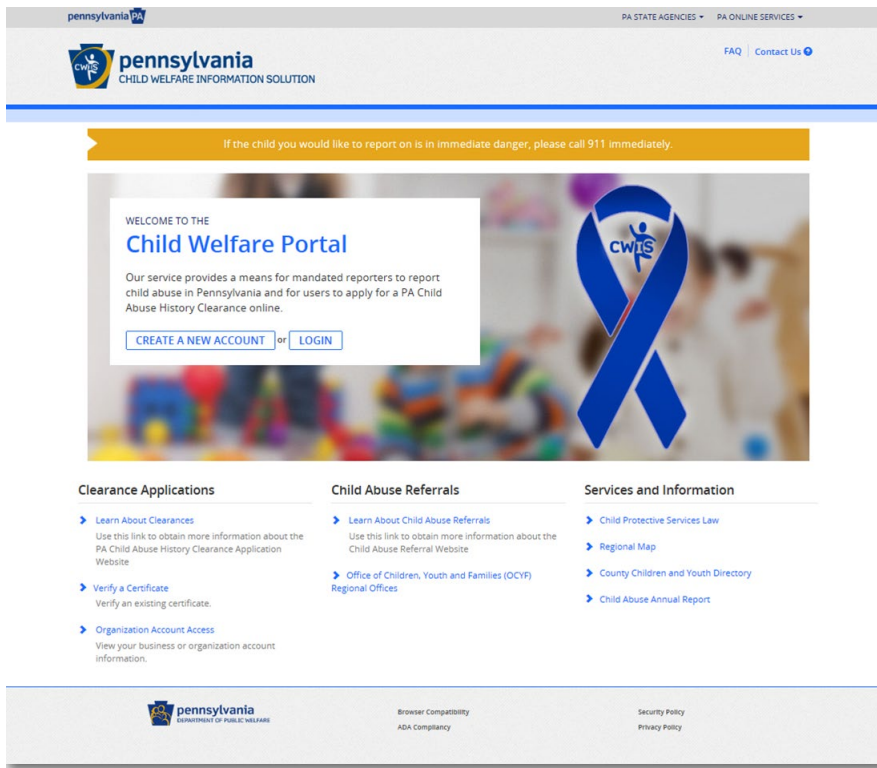 pennsylvania PA
PA STATE AGENCIES PA ONLINE SERVICES
CWIS
pennsylvania
CHILD WELFARE INFORMATION SOLUTION
FAQ Contact Us
If the child you would like to report on is in immediate danger, please call 911 immediately.
WELCOME TO THE
Child Welfare Portal
Our service provides a means for mandated reporters to report
child abuse in Pennsylvania and for users to apply for a PA Child
Abuse History Clearance online.
CREATE A NEW ACCOUNT or LOGIN
CWIS
Clearance Applications
Learn About Clearances
Use this link to obtain more information about the
PA Child Abuse History Clearance Application
Website
Verify a Certificate
Verify an existing certificate.
Organization Account Access
View your business or organization account
information.
Child Abuse Referrals
Learn About Child Abuse Referrals
Use this link to obtain more information about the
Child Abuse Referral Website
Office of Children, Youth and Families (OCYF)
Regional Offices
Services and Information
Child Protective Services Law
Regional Map
County Children and Youth Directory
Child Abuse Annual Report
pennsylvania
DEPARTMENT OF PUBLIC WELFARE
Browser Compatibility
ADA Compliancy
Security Policy
Privacy Policy